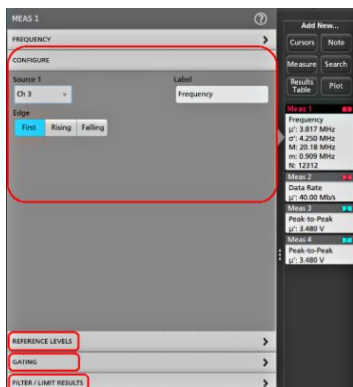 MEAS 1
FREQUENCY
CONFIGURE
Source 1
Label
Ch 3
Frequency
Edge
First Rising Falling
REFERENCE LEVELS
GATING
FILTER / LIMIT RESULTS
Add New...
Cursors Note
Measure Search
Results Table Plot
Meas 1
Frequency
µ': 3.817 MHz
σ': 4.250 MHz
M: 20.18 MHz
m: 0.909 MHz
N: 12312
Meas 2
Data Rate
µ': 40.00 Mb/s
Meas 3
Peak-to-Peak
µ': 3.480 V
Meas 4
Peak-to-Peak
µ': 3.480 V